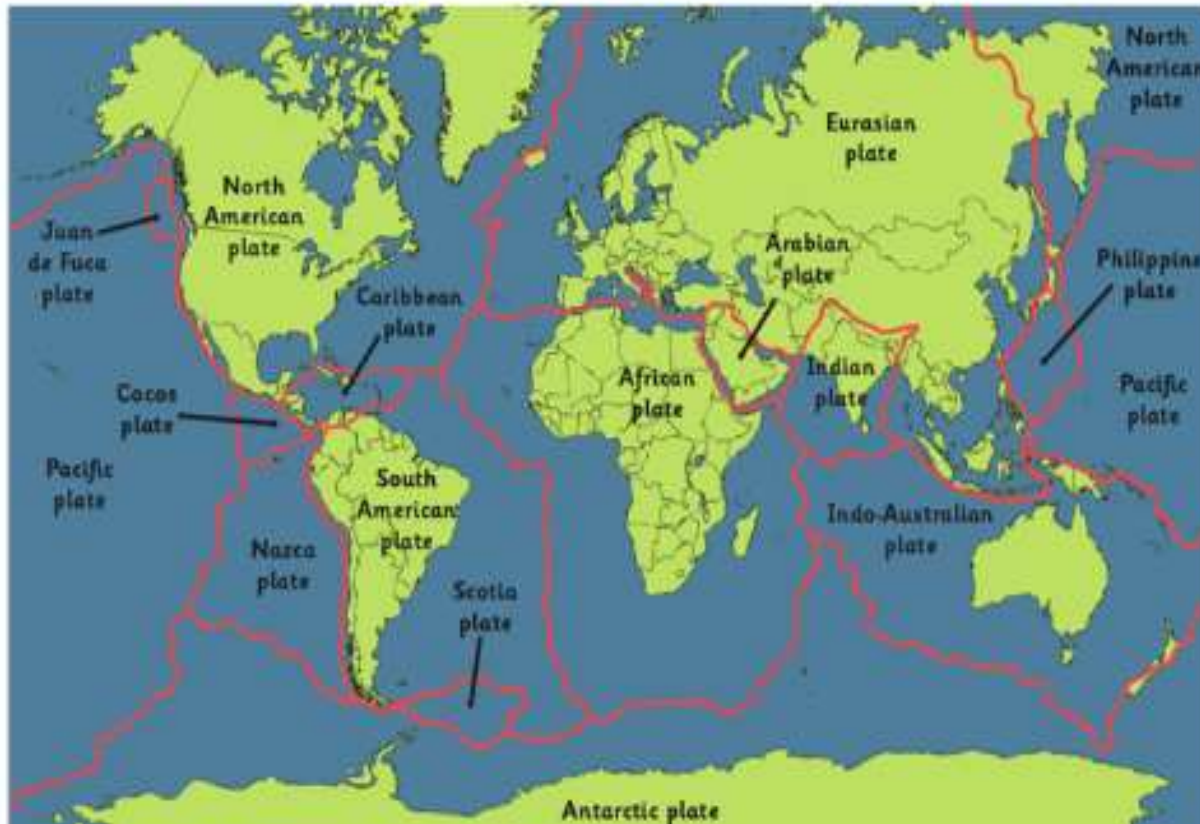 North
American
plate
Eurasian
plate
North
American
plate
Juan
de Fuca
plate
Arabian
plate
Philippine
plate
Caribbean
plate
African
plate
Indian
plate
Cocos
plate
Pacific
plate
Pacific
plate
South
American
plate
Indo-Australian
plate
Nazca
plate
Scotia
plate
Antarctic plate